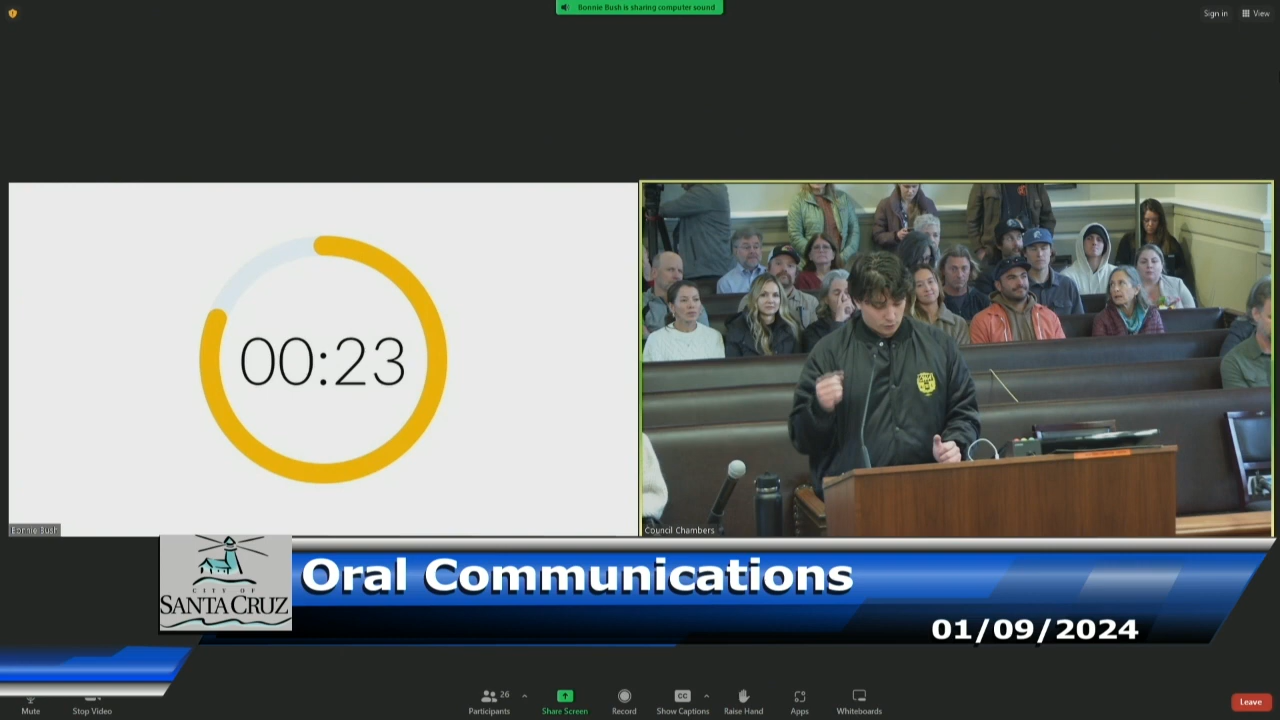 Bonnie Bush is sharing computer sound
Sign in
View
00:23
Bonnie Bush
Council Chambers
CITY OF
SANTA CRUZ
Oral Communications
01/09/2024
Mute
Stop Video
Participants
26
Share Screen
CC
Record
Show Captions
Raise Hand
Apps
Whiteboards
Leave